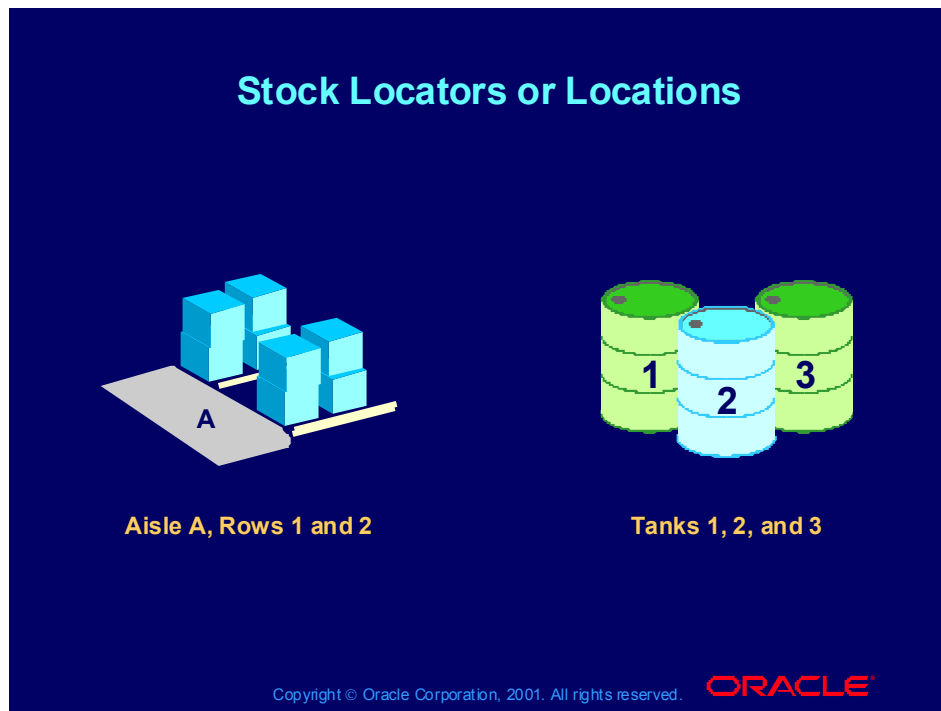 Stock Locators or Locations
A
1
2
3
Aisle A, Rows 1 and 2
Tanks 1, 2, and 3
Copyright © Oracle Corporation, 2001. All rights reserved.
ORACLE®